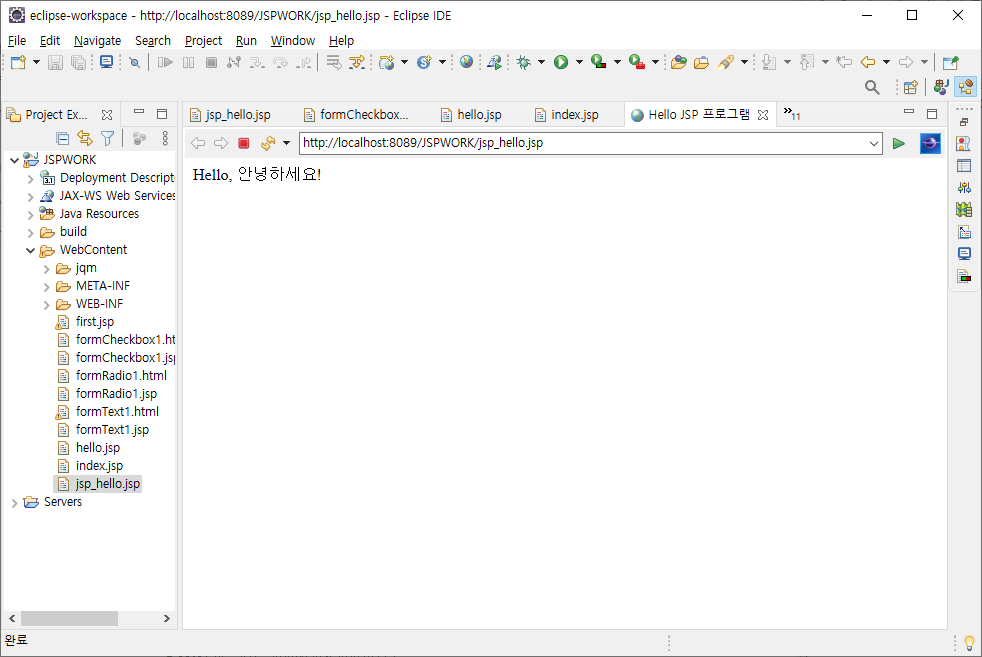 eclipse-workspace - http://localhost:8089/JSPWORK/jsp_hello.jsp - Eclipse IDE
File Edit Navigate Search Project Run Window Help
Project Ex...
jsp_hello.jsp formCheckbox... hello.jsp index.jsp Hello JSP 프로그램 »11
http://localhost:8089/JSPWORK/jsp_hello.jsp
Hello, 안녕하세요!
JSPWORK
3.1 Deployment Descript
JAX-WS Web Services
Java Resources
build
WebContent
jqm
META-INF
WEB-INF
first.jsp
formCheckbox1.ht
formCheckbox1.jsp
formRadio1.html
formRadio1.jsp
formText1.html
formText1.jsp
hello.jsp
index.jsp
jsp_hello.jsp
Servers
완료